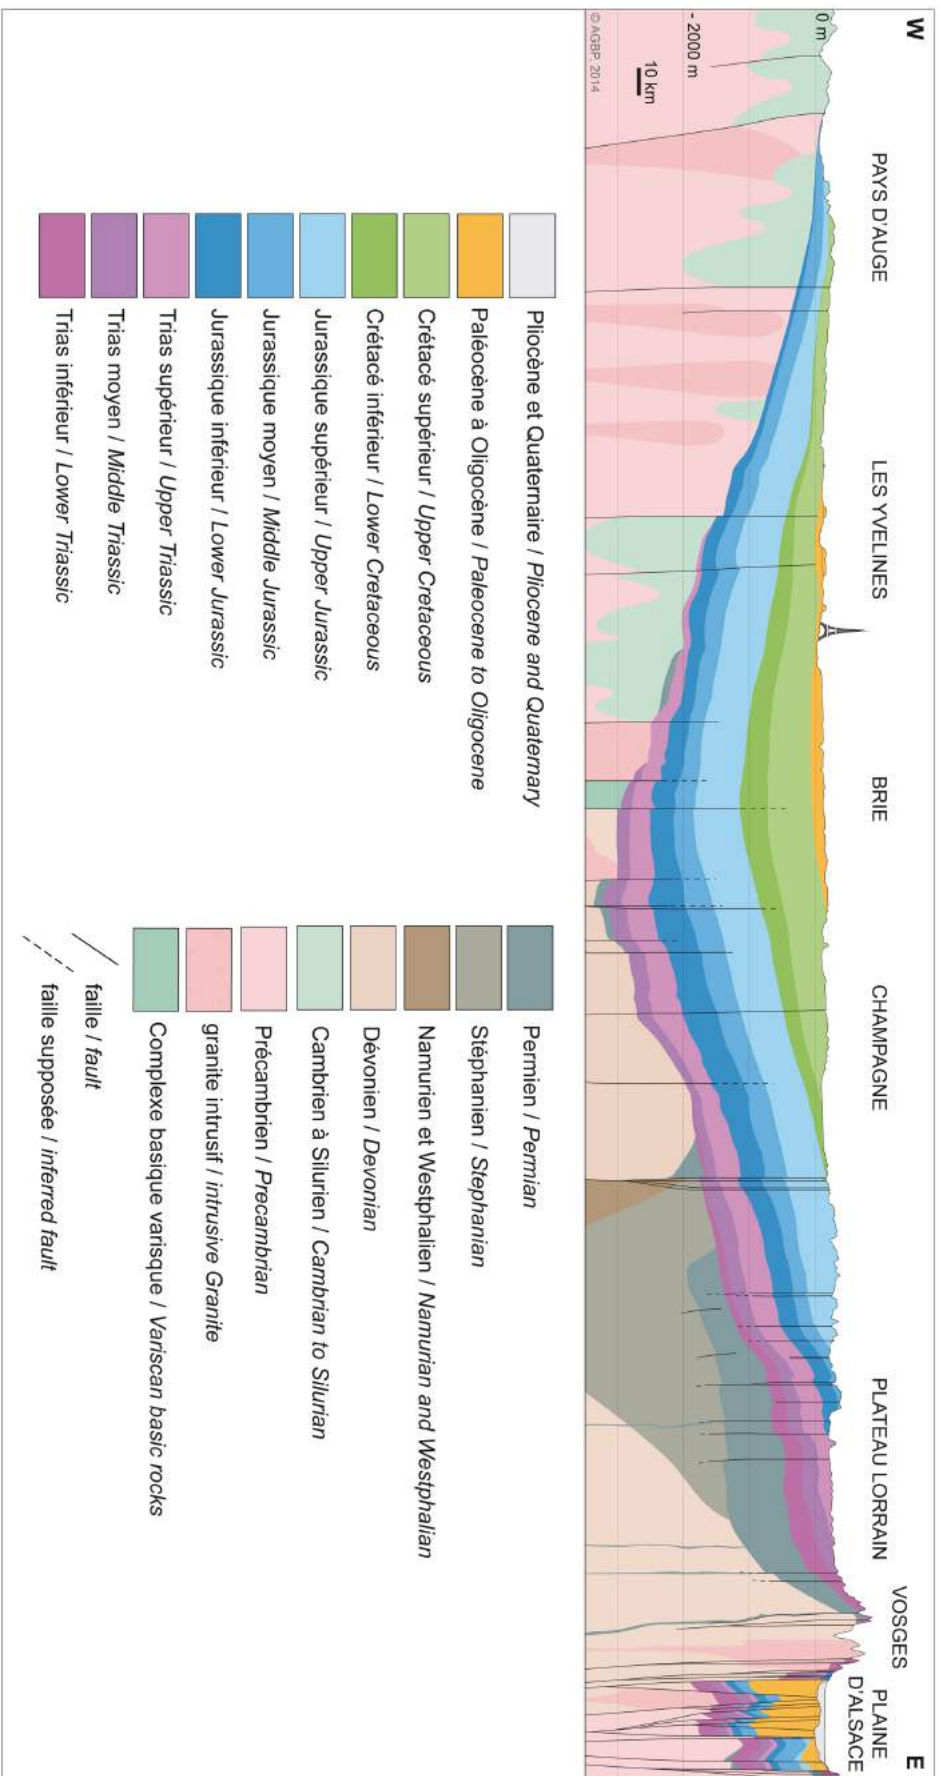 W
E
PAYS D'AUGE
LES YVELINES
BRIE
CHAMPAGNE
PLATEAU LORRAIN
VOSGES
PLAINE
D'ALSACE
0 m
- 2000 m
10 km
© AGBP, 2014
Pliocène et Quaternaire / Pliocene and Quaternary
Paléocène à Oligocène / Paleocene to Oligocene
Crétacé supérieur / Upper Cretaceous
Crétacé inférieur / Lower Cretaceous
Jurassique supérieur / Upper Jurassic
Jurassique moyen / Middle Jurassic
Jurassique inférieur / Lower Jurassic
Trias supérieur / Upper Triassic
Trias moyen / Middle Triassic
Trias inférieur / Lower Triassic
Permien / Permian
Stéphanien / Stephanian
Namurien et Westphalien / Namurian and Westphalian
Dévonien / Devonian
Cambrien à Silurien / Cambrian to Silurian
Précambrien / Precambrian
granite intrusif / intrusive Granite
Complexe basique varisque / Variscan basic rocks
faille / fault
faille supposée / inferred fault